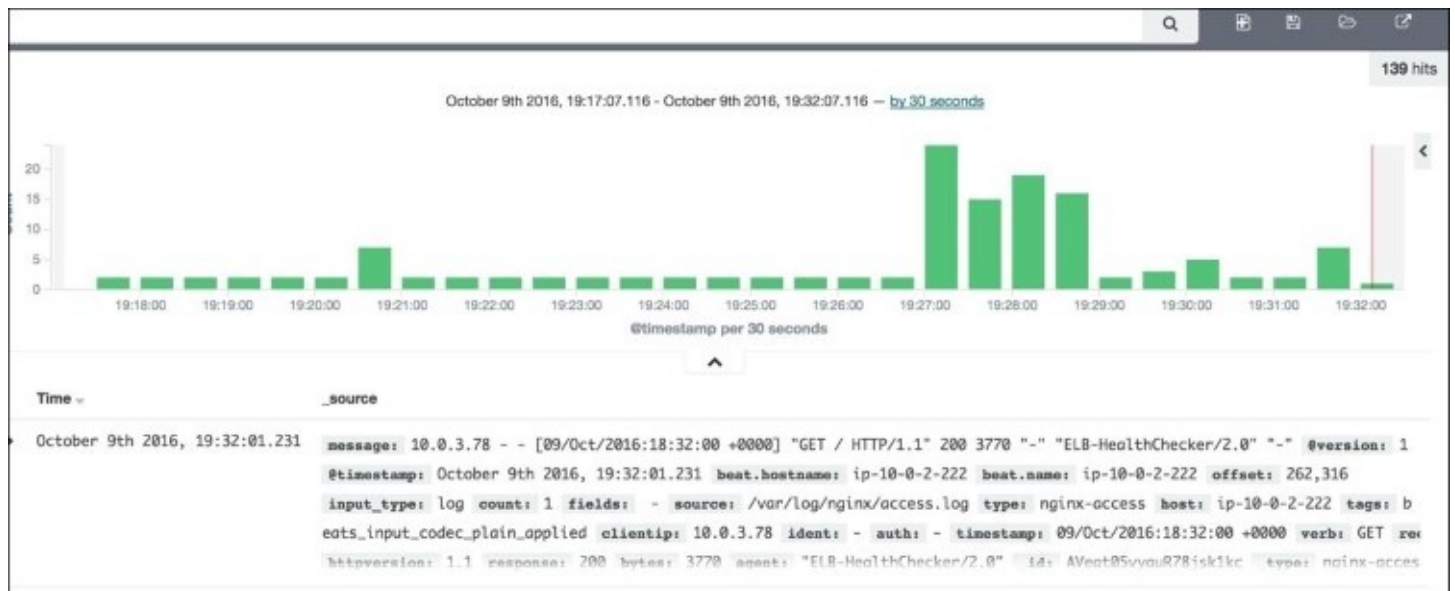 139 hits
October 9th 2016, 19:17:07.116 - October 9th 2016, 19:32:07.116 — by 30 seconds
20
15
10
5
0
19:18:00 19:19:00 19:20:00 19:21:00 19:22:00 19:23:00 19:24:00 19:25:00 19:26:00 19:27:00 19:28:00 19:29:00 19:30:00 19:31:00 19:32:00
@timestamp per 30 seconds
Time _source
October 9th 2016, 19:32:01.231 message: 10.0.3.78 - - [09/Oct/2016:18:32:00 +0000] "GET / HTTP/1.1" 200 3770 "-" "ELB-HealthChecker/2.0" "-" @version: 1
@timestamp: October 9th 2016, 19:32:01.231 beat.hostname: ip-10-0-2-222 beat.name: ip-10-0-2-222 offset: 262,316
input_type: log count: 1 fields: - source: /var/log/nginx/access.log type: nginx-access host: ip-10-0-2-222 tags: b
eats_input_codec_plain_applied clientip: 10.0.3.78 ident: - auth: - timestamp: 09/Oct/2016:18:32:00 +0000 verb: GET
httpversion: 1.1 response: 200 bytes: 3770 agent: "ELB-HealthChecker/2.0"